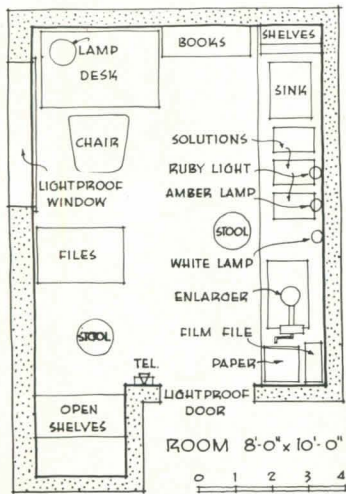 LAMP
DESK
BOOKS
SHELVES
SINK
CHAIR
SOLUTIONS
RUBY LIGHT
AMBER LAMP
LIGHTPROOF
WINDOW
STOOL
FILES
WHITE LAMP
ENLARGER
FILM FILE
STOOL
TEL.
PAPER
LIGHTPROOF
DOOR
OPEN
SHELVES
ROOM 8'-0" x 10'-0"
0 1 2 3 4